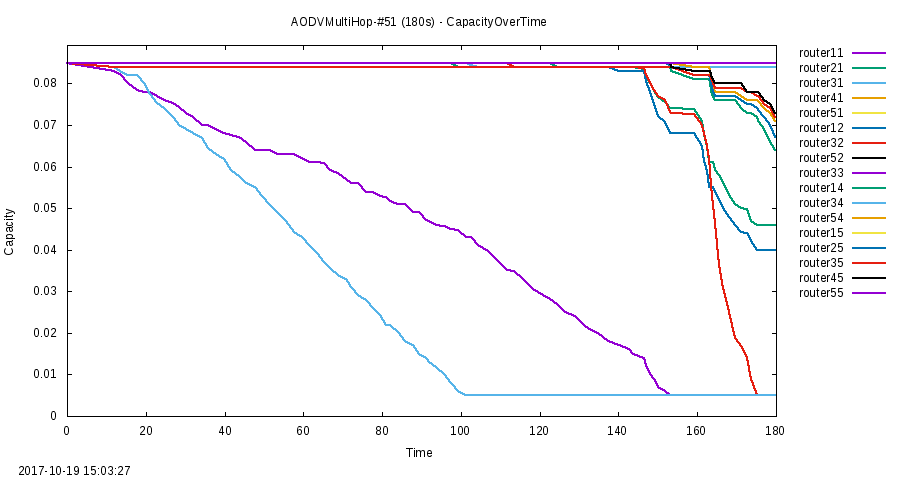 AODVMultiHop-#51 (180s) - CapacityOverTime
router11
router21
router31
router41
router51
router12
router32
router52
router33
router14
router34
router54
router15
router25
router35
router45
router55
0.08
0.07
0.06
0.05
0.04
0.03
0.02
0.01
0
Capacity
0 20 40 60 80 100 120 140 160 180
Time
2017-10-19 15:03:27